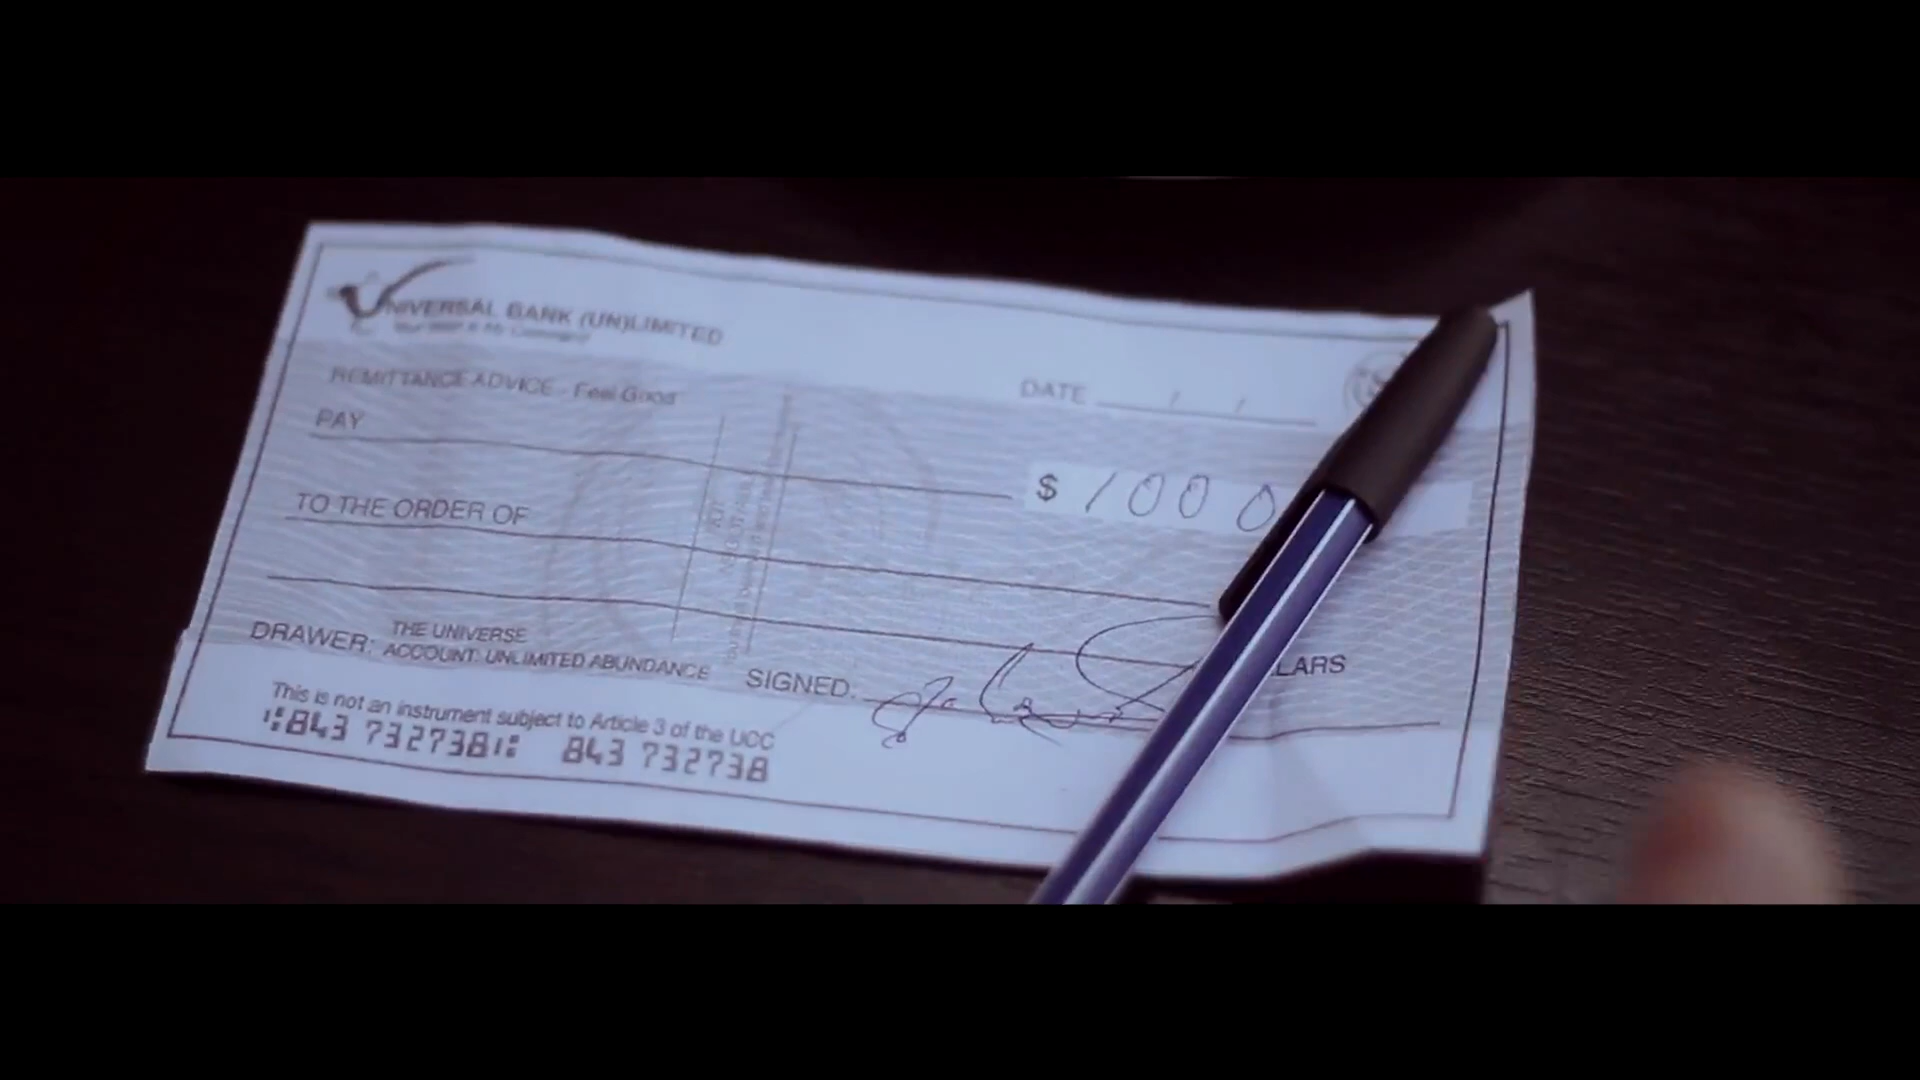 UNIVERSAL BANK (UN)LIMITED
REMITTANCE ADVICE - Feel Good
DATE / /
PAY
$ 1000
TO THE ORDER OF
LARS
DRAWER: THE UNIVERSE
ACCOUNT: UNLIMITED ABUNDANCE
SIGNED.
This is not an instrument subject to Article 3 of the UCC
⑆843 732738⑆ 843 732738